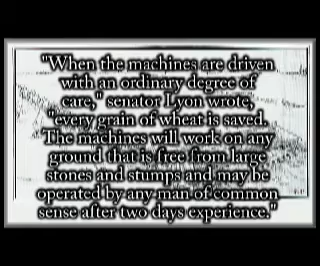 "When the machines are driven
with an ordinary degree of
care," senator Lyon wrote,
"every grain of wheat is saved.
The machines will work on any
ground that is free from large
stones and stumps and may be
operated by any man of common
sense after two days experience."